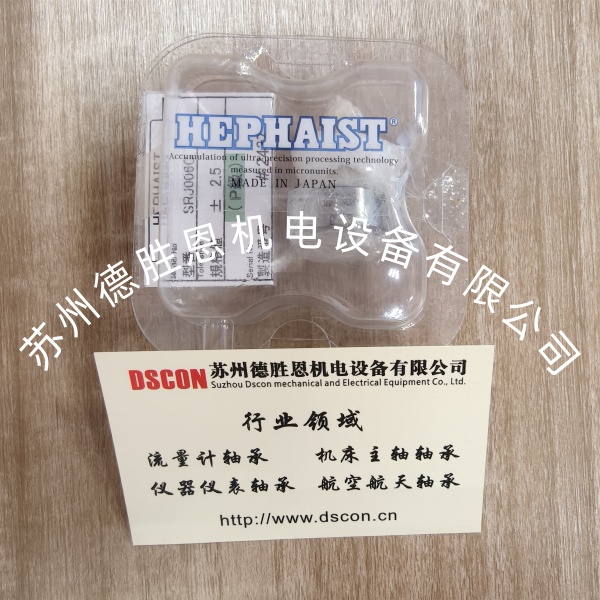 HEPHAIST®
Accumulation of ultra precision processing technology
measured in micronunits.
MADE IN JAPAN
HEPHAIST
SRJ006C
± 2.5
苏州德胜恩机电设备有限公司
DSCON 苏州德胜恩机电设备有限公司
Suzhou Dscon mechanical and Electrical Equipment Co., Ltd.
行业领域
流量计轴承 机床主轴轴承
仪器仪表轴承 航空航天轴承
http://www.dscon.cn